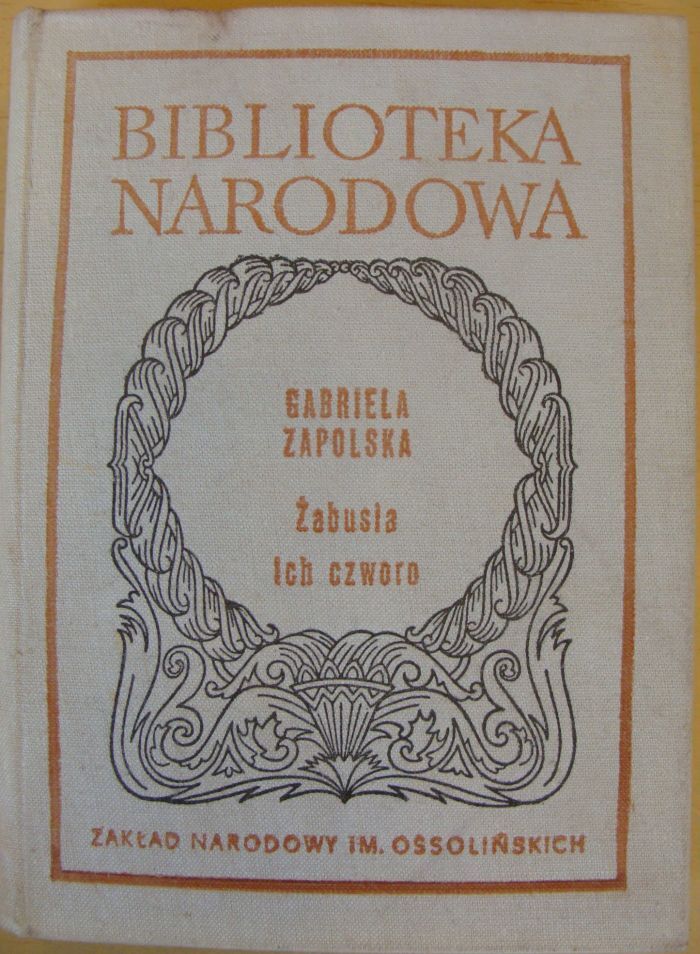 BIBLIOTEKA
NARODOWA
GABRIELA
ZAPOLSKA
Żabusia
Ich czworo
ZAKŁAD NARODOWY IM. OSSOLIŃSKICH